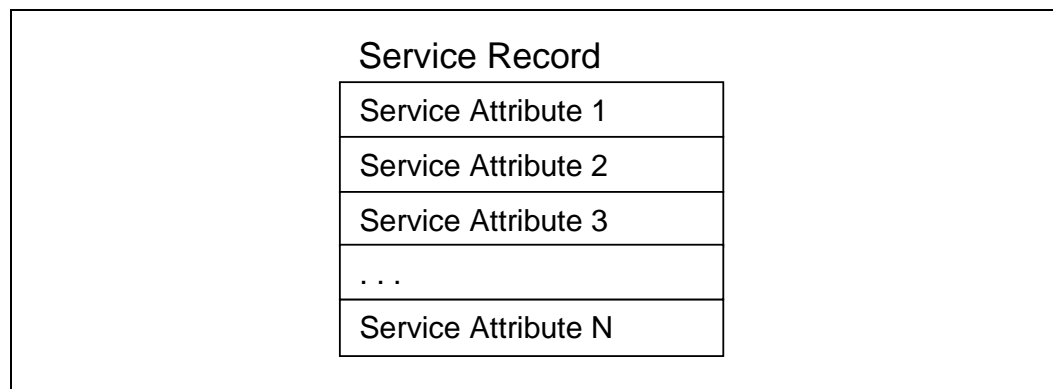 Service Record
Service Attribute 1
Service Attribute 2
Service Attribute 3
. . .
Service Attribute N